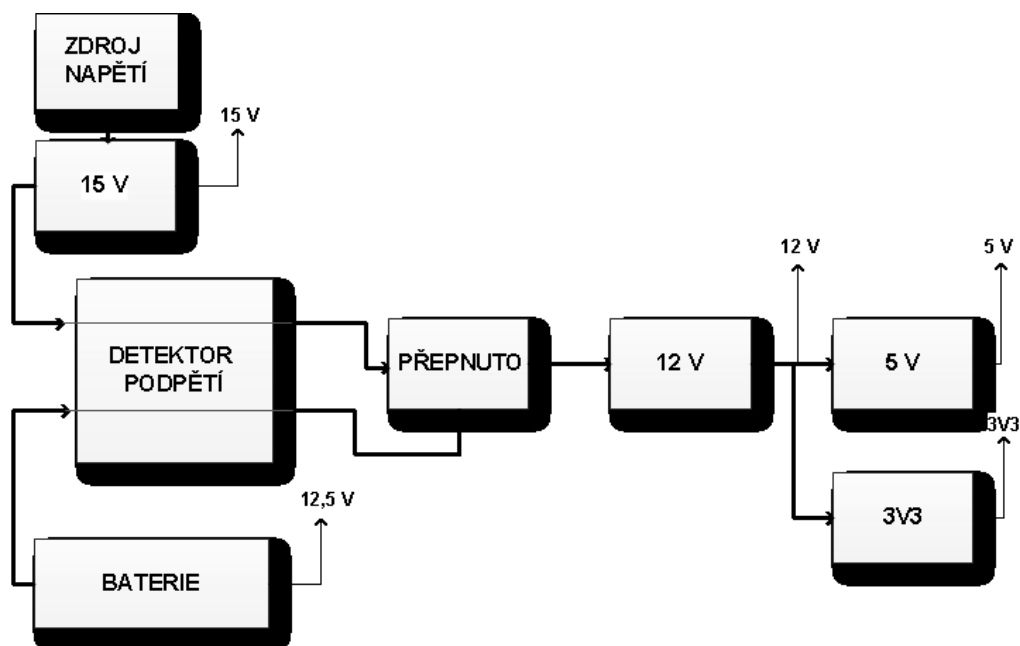 ZDROJ
NAPĚTÍ
15 V
15 V
DETEKTOR
PODPĚTÍ
PŘEPNUTO
12 V
12 V
5 V
5 V
3V3
3V3
12,5 V
BATERIE